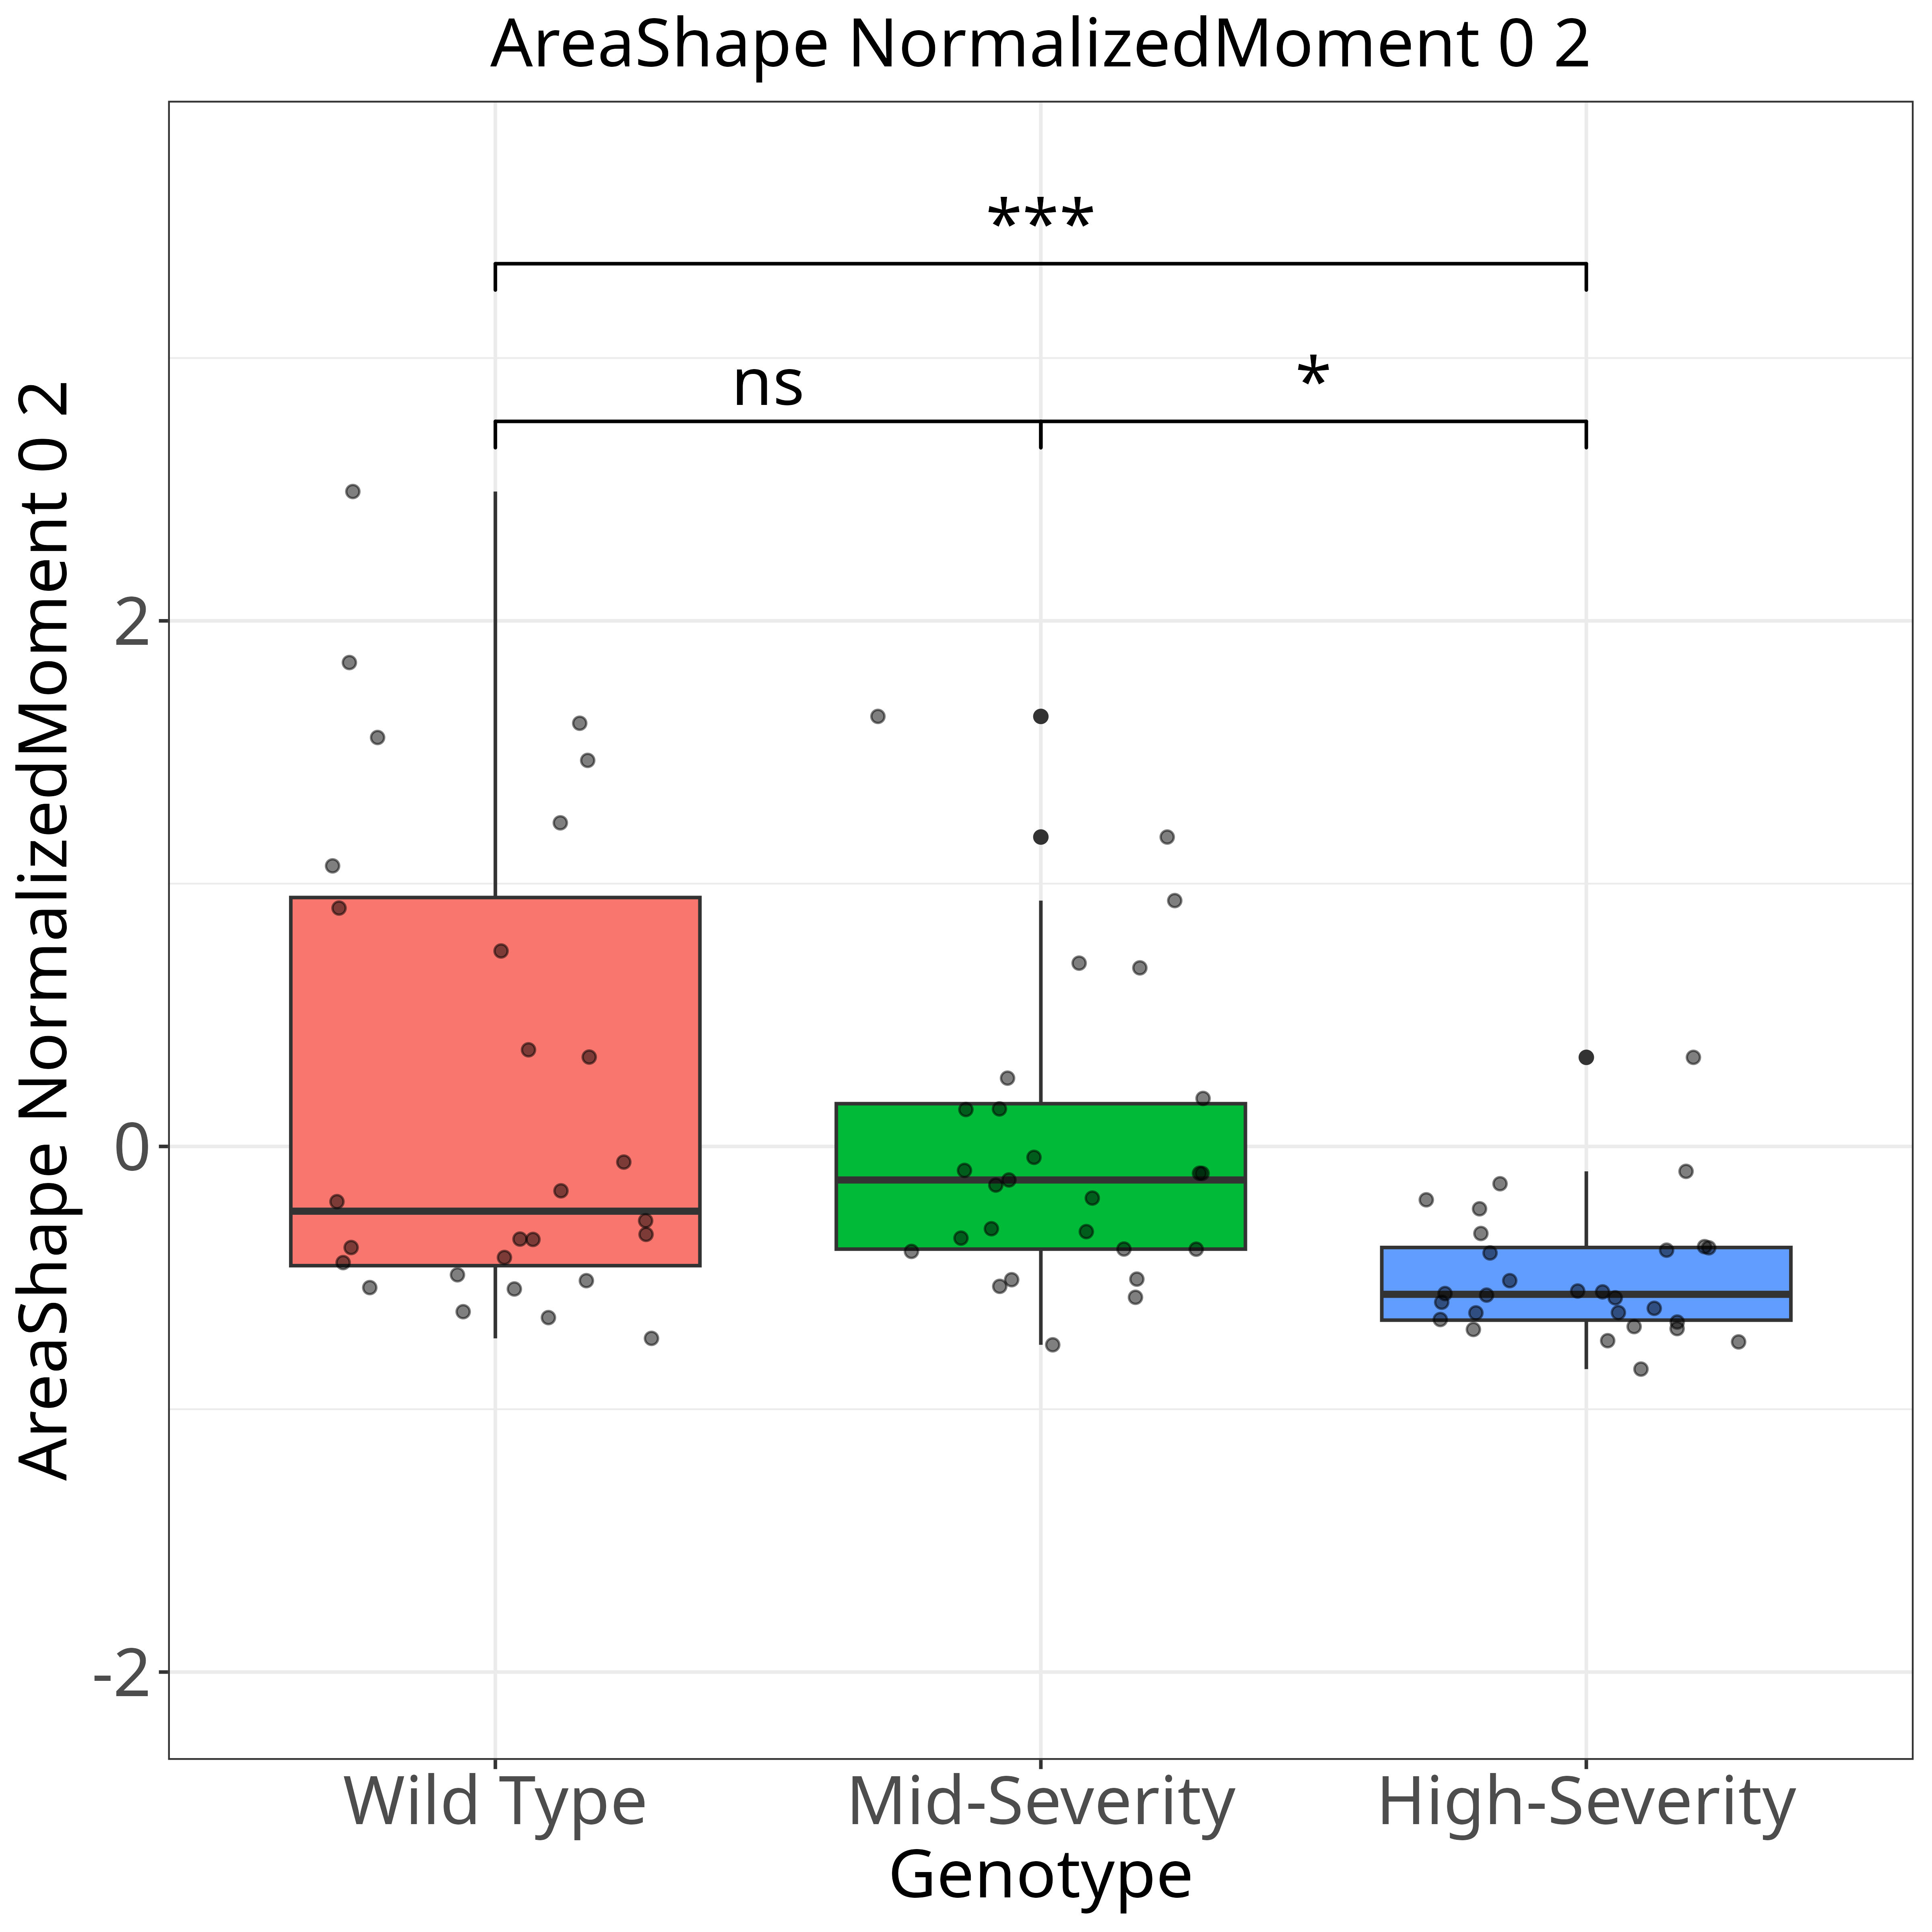 AreaShape NormalizedMoment 0 2
***
ns
*
AreaShape NormalizedMoment 0 2
2
0
-2
Wild Type
Mid-Severity
High-Severity
Genotype